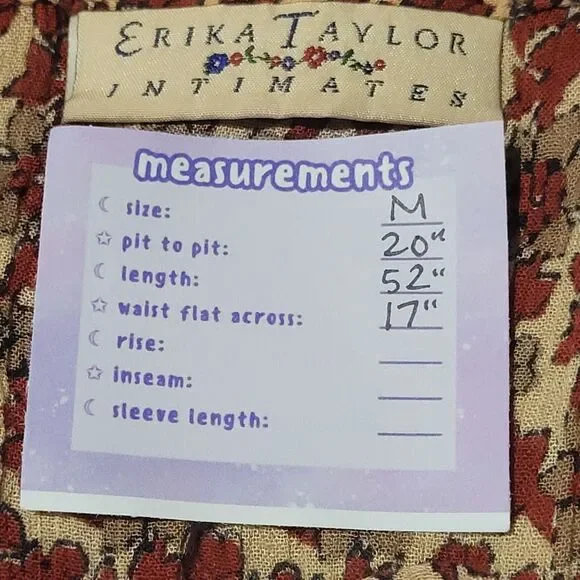 ERIKA TAYLOR
INTIMATES
measurements
size: M
pit to pit: 20"
length: 52"
waist flat across: 17"
rise:
inseam:
sleeve length: